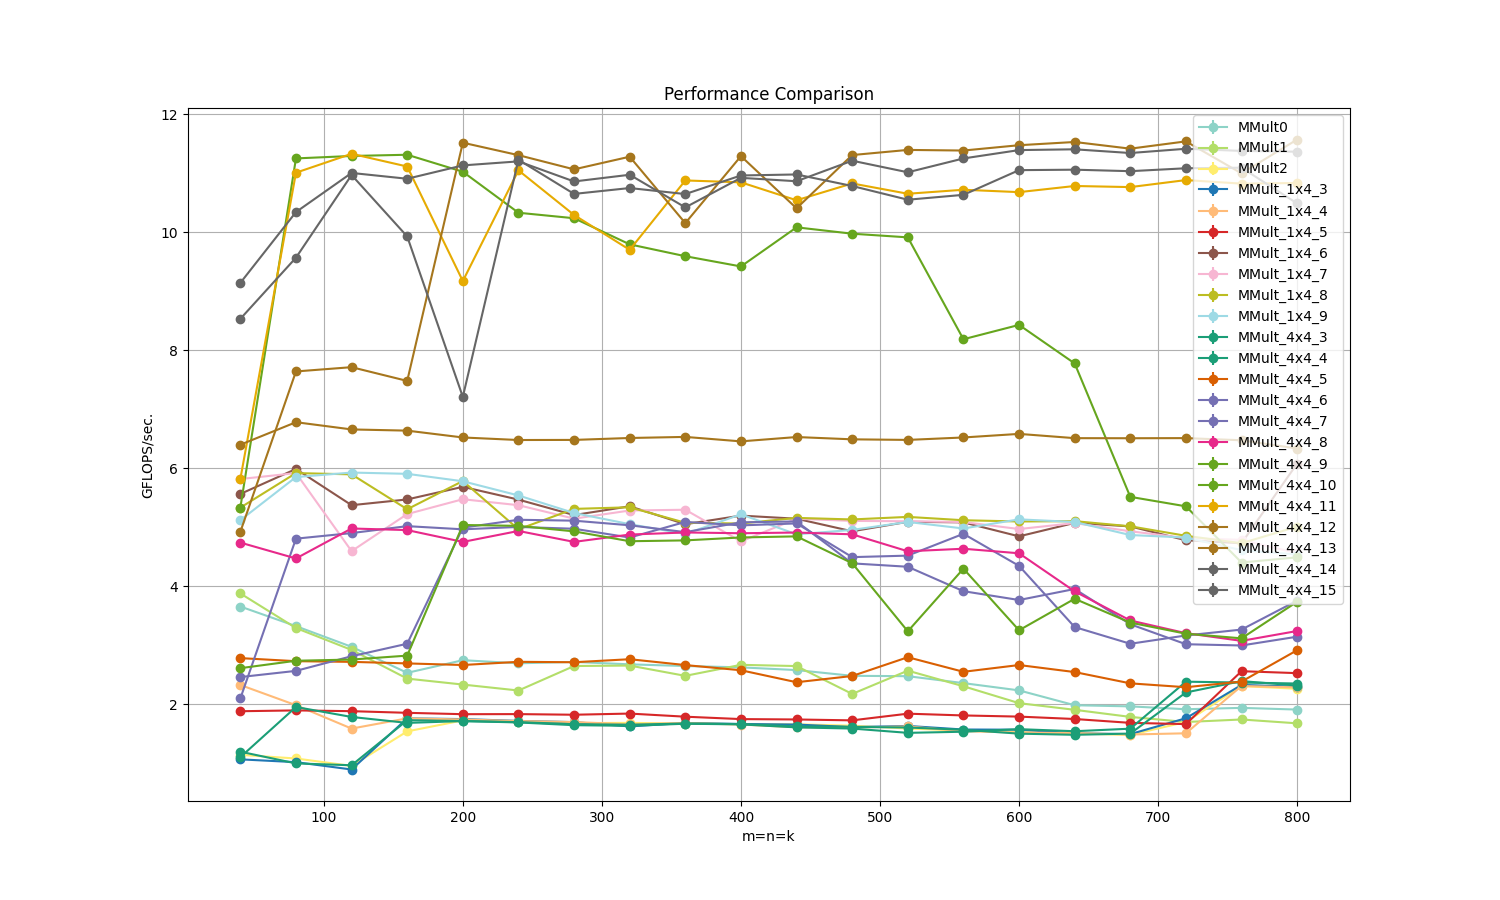 Performance Comparison
12
10
8
6
4
2
GFLOPS/sec.
100
200
300
400
500
600
700
800
m=n=k
MMult0
MMult1
MMult2
MMult_1x4_3
MMult_1x4_4
MMult_1x4_5
MMult_1x4_6
MMult_1x4_7
MMult_1x4_8
MMult_1x4_9
MMult_4x4_3
MMult_4x4_4
MMult_4x4_5
MMult_4x4_6
MMult_4x4_7
MMult_4x4_8
MMult_4x4_9
MMult_4x4_10
MMult_4x4_11
MMult_4x4_12
MMult_4x4_13
MMult_4x4_14
MMult_4x4_15